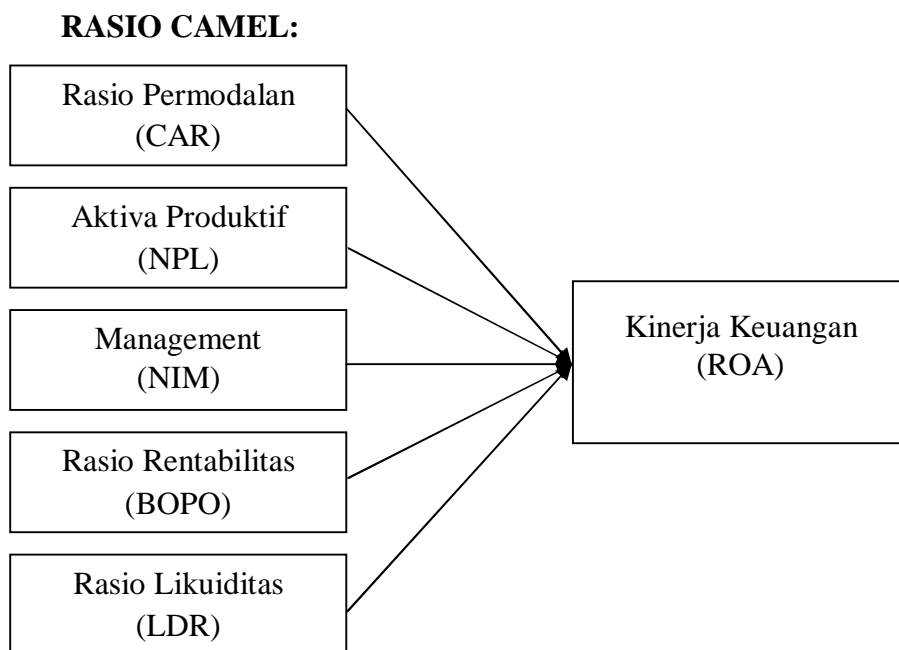 RASIO CAMEL:
Rasio Permodalan
(CAR)
Aktiva Produktif
(NPL)
Management
(NIM)
Rasio Rentabilitas
(BOPO)
Rasio Likuiditas
(LDR)
Kinerja Keuangan
(ROA)